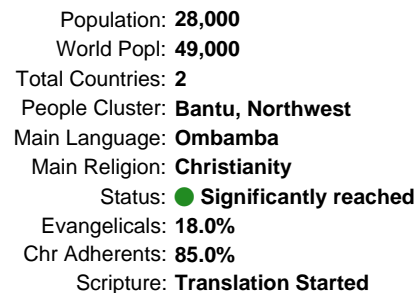 Population: 28,000
World Popl: 49,000
Total Countries: 2
People Cluster: Bantu, Northwest
Main Language: Ombamba
Main Religion: Christianity
Status: Significantly reached
Evangelicals: 18.0%
Chr Adherents: 85.0%
Scripture: Translation Started